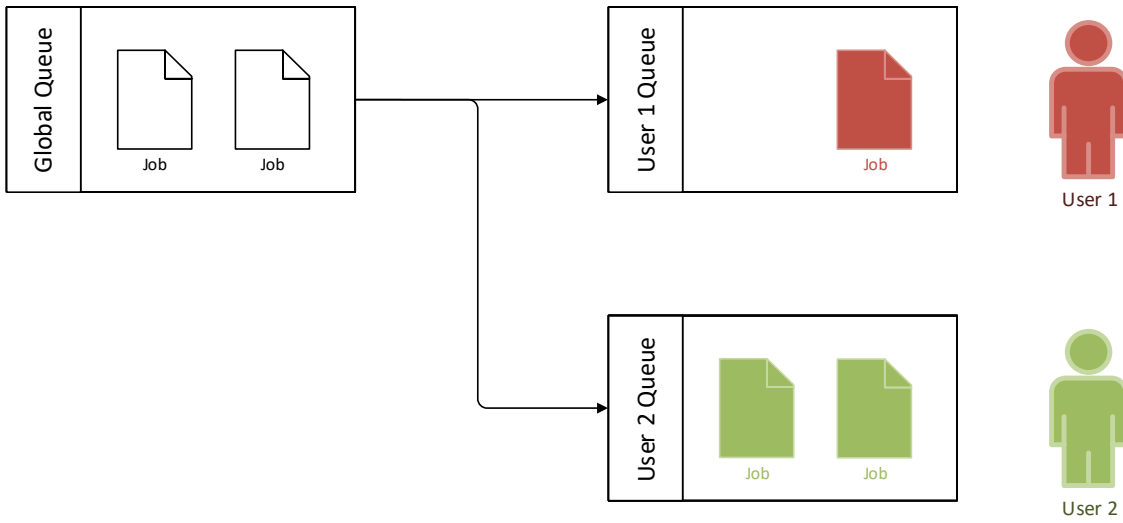 Global Queue
Job
Job
User 1 Queue
Job
User 1
User 2 Queue
Job
Job
User 2